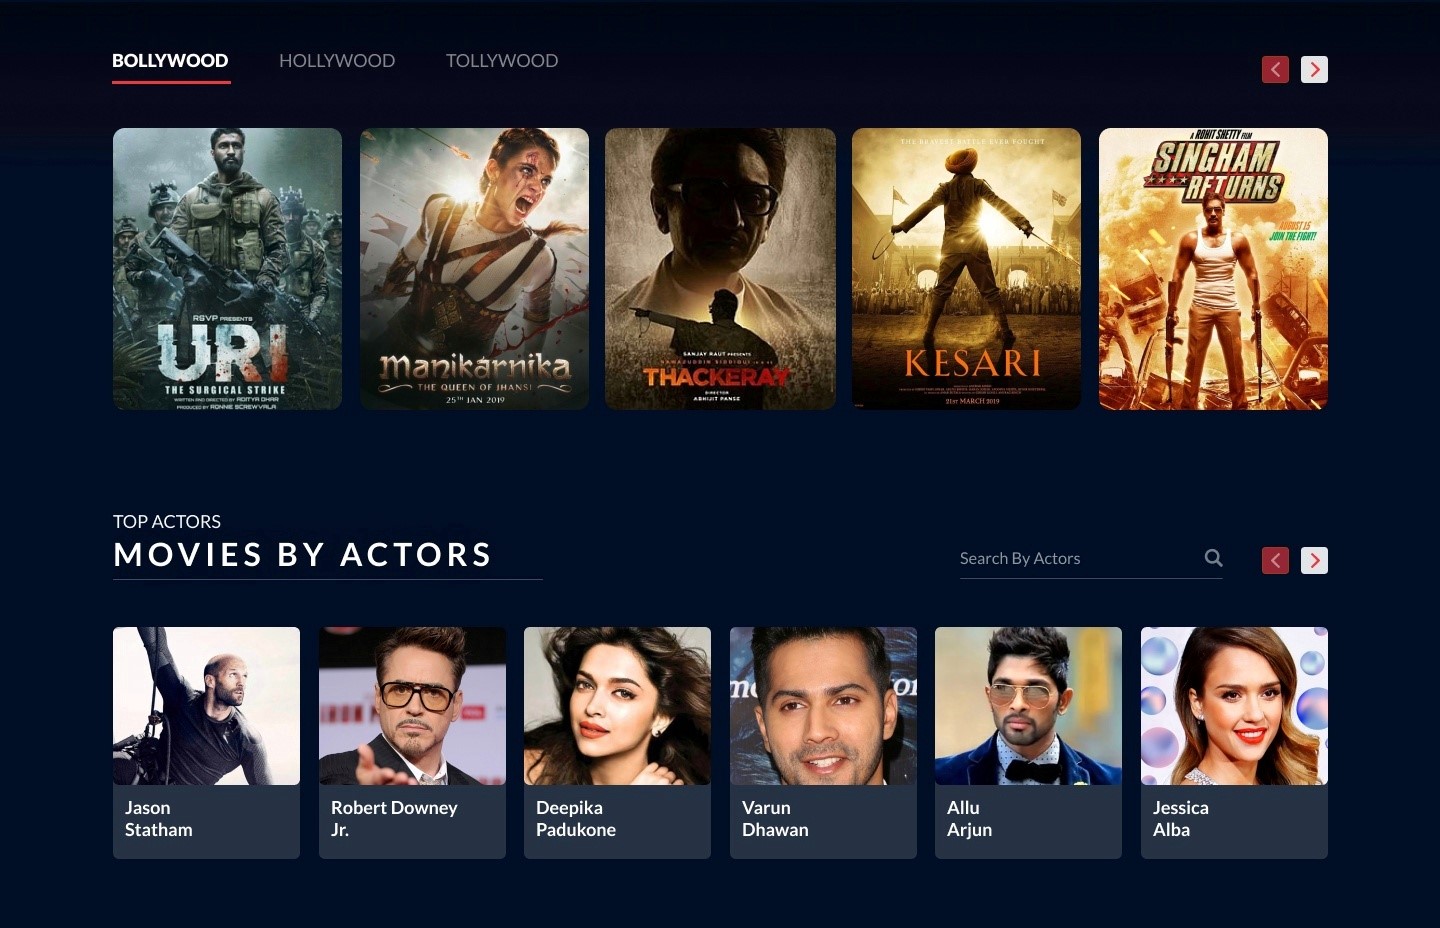 BOLLYWOOD
HOLLYWOOD
TOLLYWOOD
RSVP PRESENTS
URI
THE SURGICAL STRIKE
WRITTEN AND DIRECTED BY ADITYA DHAR
PRODUCED BY RONNIE SCREWVALA
Manikarnika
THE QUEEN OF JHANSI
25TH JAN 2019
SANJAY RAUT PRESENTS
NAWAZUDDIN SIDDIQUI
THACKERAY
DIRECTOR
ABHIJIT PANSE
THE BRAVEST BATTLE EVER FOUGHT
KESARI
21ST MARCH 2019
A ROHIT SHETTY FILM
SINGHAM
RETURNS
AUGUST 15
JOIN THE FIGHT!
TOP ACTORS
MOVIES BY ACTORS
Search By Actors
Jason
Statham
Robert Downey
Jr.
Deepika
Padukone
Varun
Dhawan
Allu
Arjun
Jessica
Alba